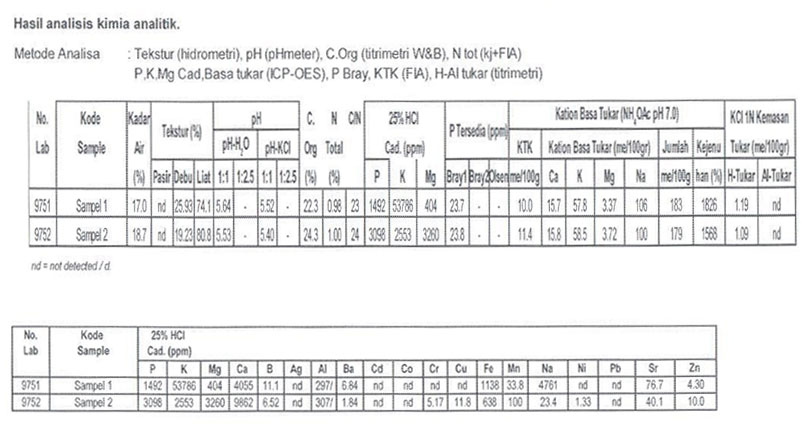 Hasil analisis kimia analitik.
Metode Analisa : Tekstur (hidrometri), pH (pHmeter), C.Org (titrimetri W&B), N tot (kj+FIA)
P,K,Mg Cad,Basa tukar (ICP-OES), P Bray, KTK (FIA), H-Al tukar (titrimetri)
No. Kode Kadar Tekstur (%) pH C. N C/N 25% HCl P Tersedia (ppm) Kation Basa Tukar (NH4OAc pH 7.0) KCl 1N Kemasan
Lab Sample Air pH-H2O pH-KCl Org Total Cad. (ppm) KTK Kation Basa Tukar (me/100gr) Jumlah Kejenu Tukar (me/100gr)
(%) Pasir Debu Liat 1:1 1:2.5 1:1 1:2.5 (%) (%) P K Mg Bray1 Bray2 Olsen me/100g Ca K Mg Na me/100g han (%) H-Tukar Al-Tukar
9751 Sampel 1 17.0 nd 25.93 74.1 5.64 - 5.52 - 22.3 0.98 23 1492 53786 404 23.7 - - 10.0 15.7 57.8 3.37 106 183 1826 1.19 nd
9752 Sampel 2 18.7 nd 19.23 80.8 5.53 - 5.40 - 24.3 1.00 24 3098 2553 3260 23.8 - - 11.4 15.8 58.5 3.72 100 179 1568 1.09 nd
nd = not detected / d
No. Kode 25% HCl
Lab Sample Cad. (ppm)
P K Mg Ca B Ag Al Ba Cd Co Cr Cu Fe Mn Na Ni Pb Sr Zn
9751 Sampel 1 1492 53786 404 4055 11.1 nd 297/ 6.84 nd nd nd nd 1138 33.8 4761 nd nd 76.7 4.30
9752 Sampel 2 3098 2553 3260 9862 6.52 nd 307/ 1.84 nd nd 5.17 11.8 638 100 23.4 1.33 nd 40.1 10.0